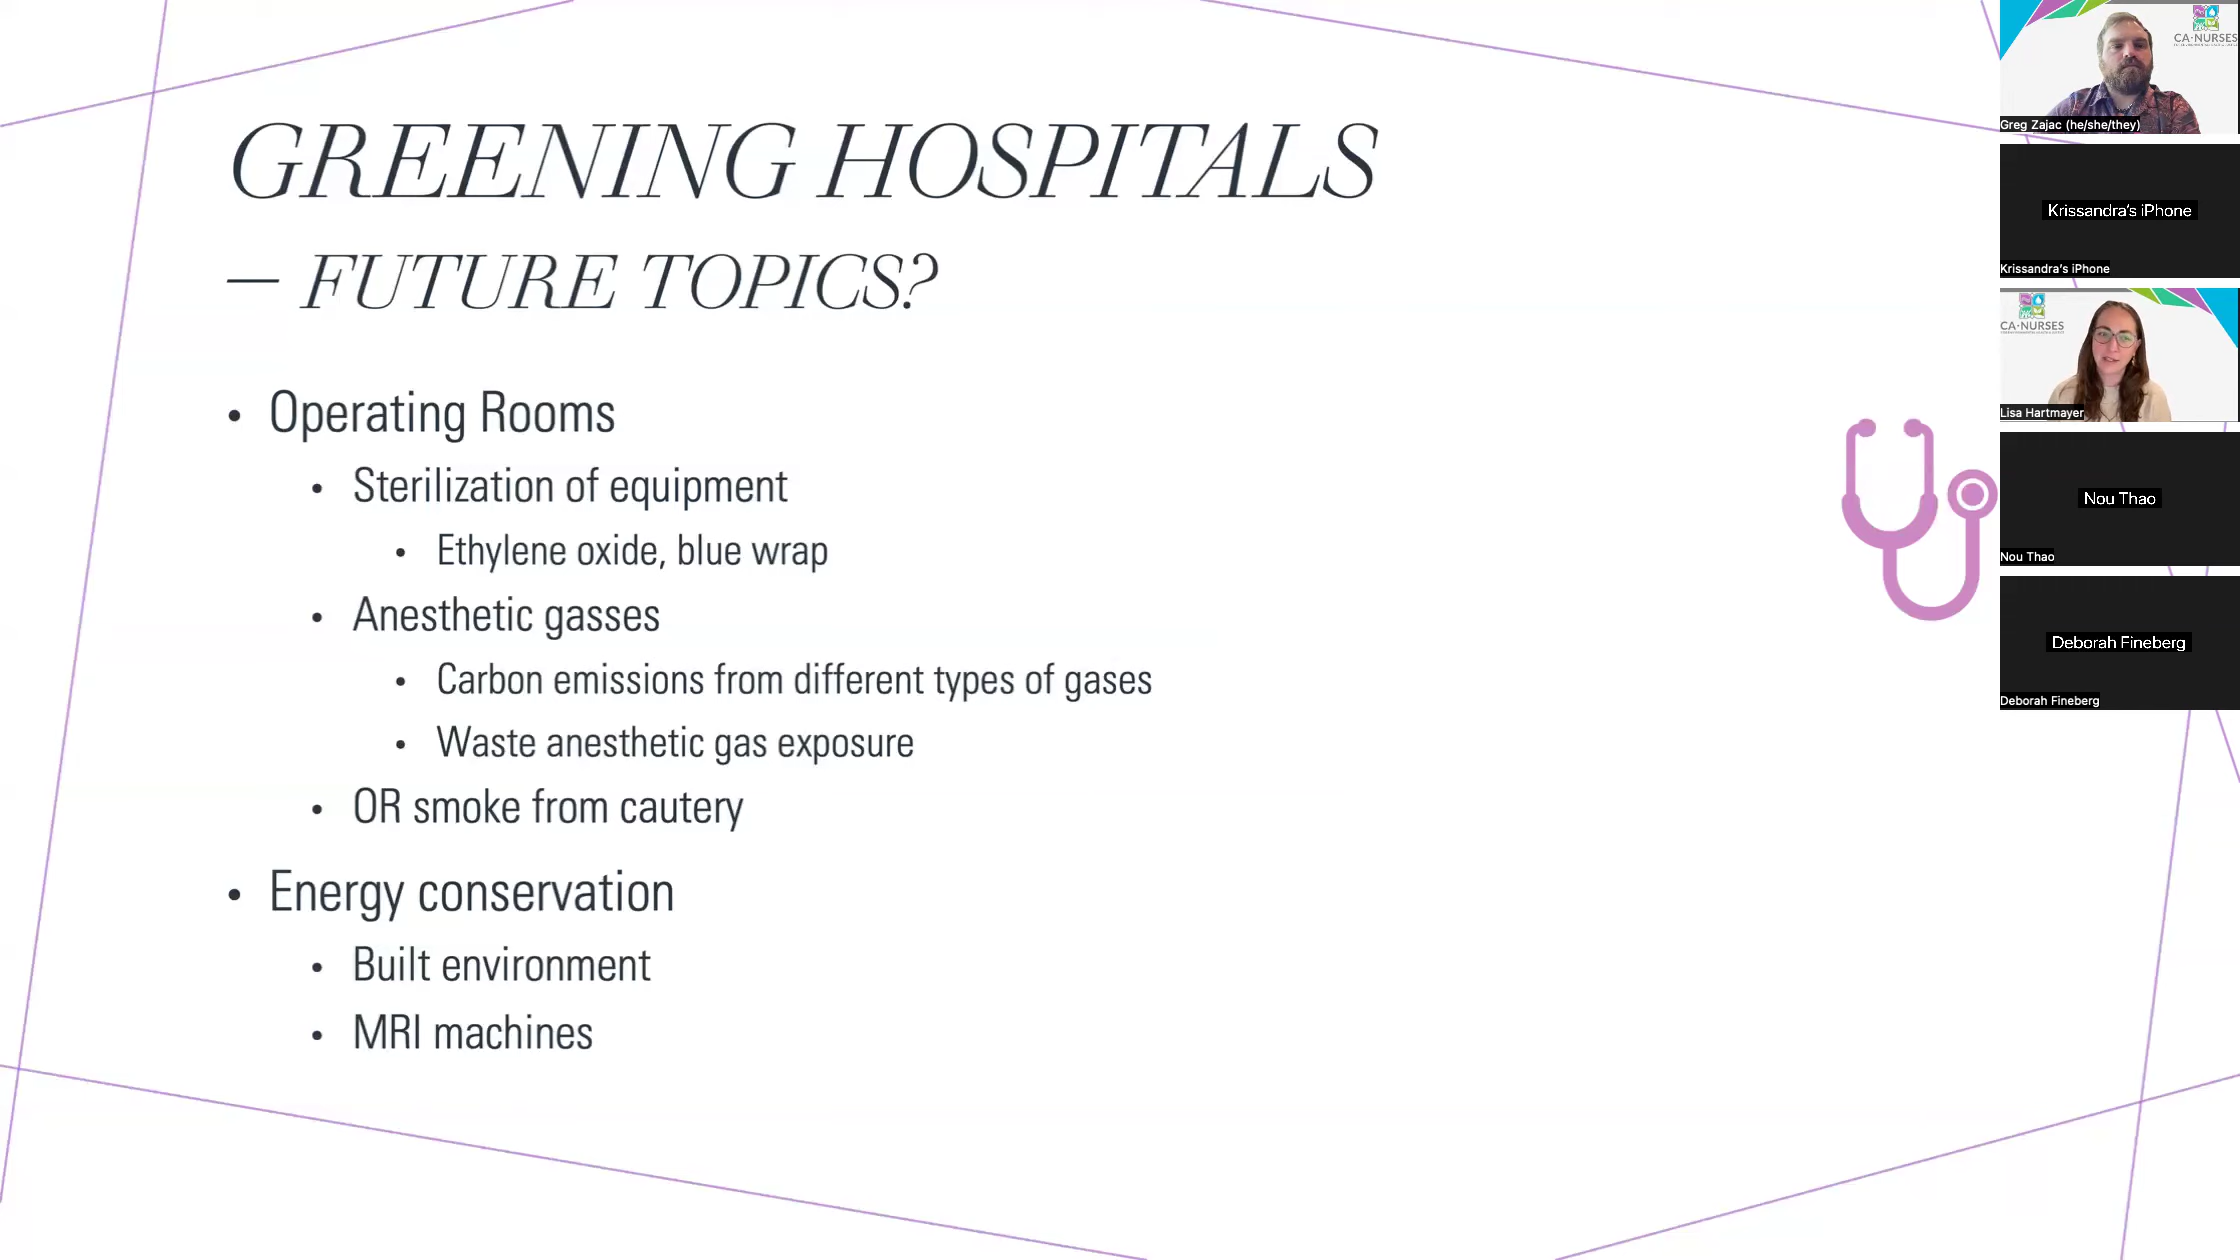 GREENING HOSPITALS
— FUTURE TOPICS?
• Operating Rooms
• Sterilization of equipment
• Ethylene oxide, blue wrap
• Anesthetic gasses
• Carbon emissions from different types of gases
• Waste anesthetic gas exposure
• OR smoke from cautery
• Energy conservation
• Built environment
• MRI machines
CA·NURSES
Greg Zajac (he/she/they)
Krissandra's iPhone
Krissandra's iPhone
CA·NURSES
Lisa Hartmayer
Nou Thao
Nou Thao
Deborah Fineberg
Deborah Fineberg